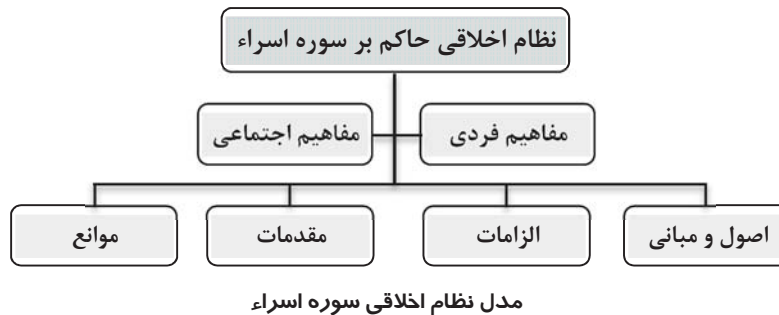 نظام اخلاقی حاکم بر سوره اسراء
مفاهیم فردی
مفاهیم اجتماعی
اصول و مبانی
الزامات
مقدمات
موانع
مدل نظام اخلاقی سوره اسراء